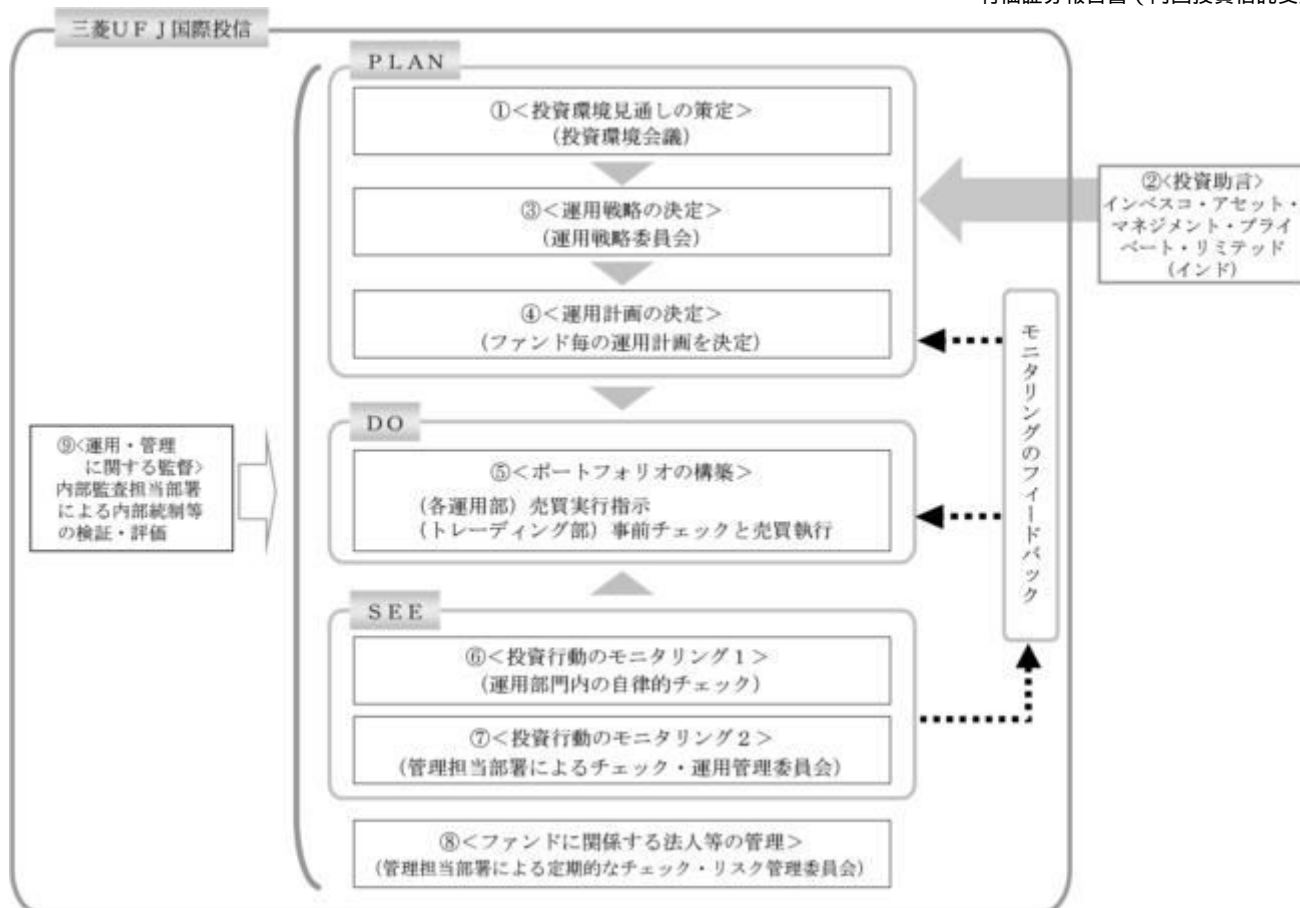 三菱UFJ国際投信
PLAN
①<投資環境見通しの策定>
(投資環境会議)
②<投資助言>
インベスコ・アセット・
マネジメント・プライ
ベート・リミテッド
(インド)
③<運用戦略の決定>
(運用戦略委員会)
④<運用計画の決定>
(ファンド毎の運用計画を決定)
モニタリングのフィードバック
DO
⑤<ポートフォリオの構築>
(各運用部)売買実行指示
(トレーディング部)事前チェックと売買執行
⑨<運用・管理
に関する監督>
内部監査担当部署
による内部統制等
の検証・評価
SEE
⑥<投資行動のモニタリング1>
(運用部門内の自律的チェック)
⑦<投資行動のモニタリング2>
(管理担当部署によるチェック・運用管理委員会)
⑧<ファンドに関係する法人等の管理>
(管理担当部署による定期的なチェック・リスク管理委員会)